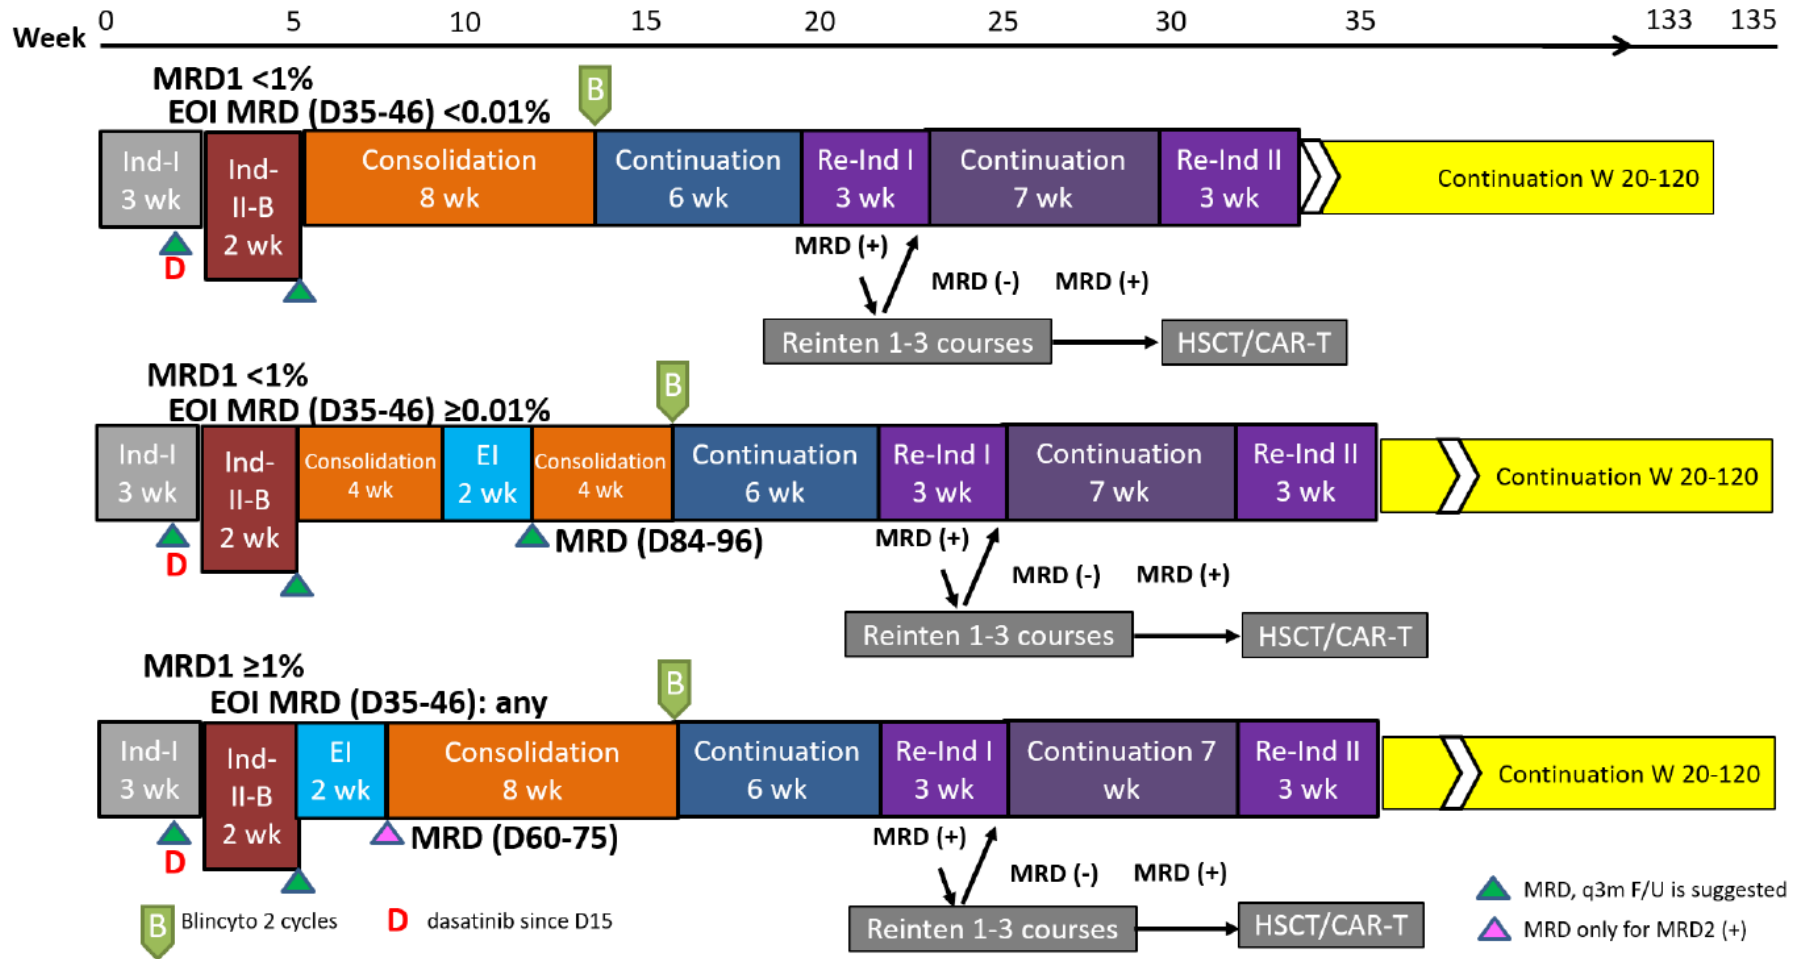 Week 0 5 10 15 20 25 30 35 133 135
MRD1 <1%
EOI MRD (D35-46) <0.01%
B
Ind-I
3 wk
Ind-
II-B
2 wk
Consolidation
8 wk
Continuation
6 wk
Re-Ind I
3 wk
Continuation
7 wk
Re-Ind II
3 wk
Continuation W 20-120
D
MRD (+)
MRD (-)
MRD (+)
Reinten 1-3 courses
HSCT/CAR-T
MRD1 <1%
EOI MRD (D35-46) ≥0.01%
B
Ind-I
3 wk
Ind-
II-B
2 wk
Consolidation
4 wk
EI
2 wk
Consolidation
4 wk
Continuation
6 wk
Re-Ind I
3 wk
Continuation
7 wk
Re-Ind II
3 wk
Continuation W 20-120
D
MRD (D84-96)
MRD (+)
MRD (-)
MRD (+)
Reinten 1-3 courses
HSCT/CAR-T
MRD1 ≥1%
EOI MRD (D35-46): any
B
Ind-I
3 wk
Ind-
II-B
2 wk
EI
2 wk
Consolidation
8 wk
Continuation
6 wk
Re-Ind I
3 wk
Continuation 7
wk
Re-Ind II
3 wk
Continuation W 20-120
D
MRD (D60-75)
MRD (+)
MRD (-)
MRD (+)
Reinten 1-3 courses
HSCT/CAR-T
B Blincyto 2 cycles
D dasatinib since D15
MRD, q3m F/U is suggested
MRD only for MRD2 (+)